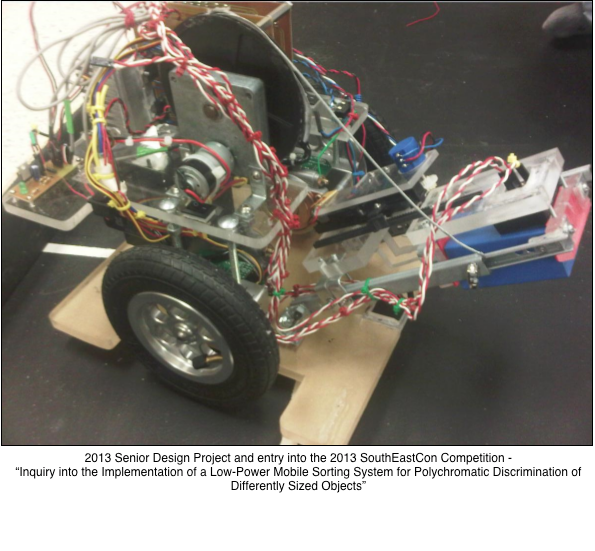 2013 Senior Design Project and entry into the 2013 SouthEastCon Competition -
“Inquiry into the Implementation of a Low-Power Mobile Sorting System for Polychromatic Discrimination of
Differently Sized Objects”